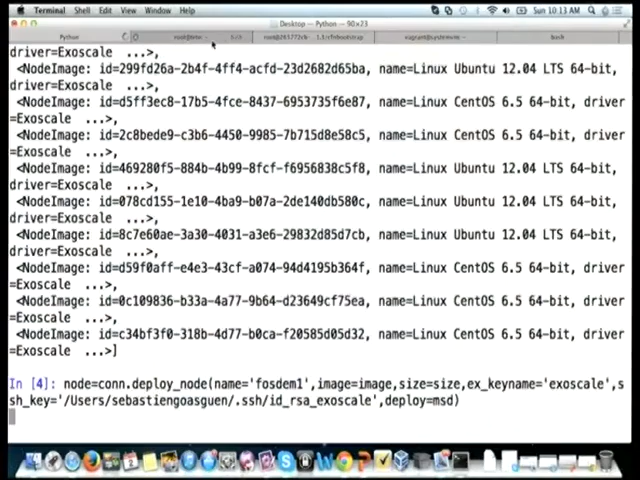 Terminal Shell Edit View Window Help
Sun 10:13 AM
Desktop — Python — 90×23
Python
bash
driver=Exoscale ...>,
<NodeImage: id=299fd26a-2b4f-4ff4-acfd-23d2682d65ba, name=Linux Ubuntu 12.04 LTS 64-bit,
driver=Exoscale ...>,
<NodeImage: id=d5ff3ec8-17b5-4fce-8437-6953735f6e87, name=Linux CentOS 6.5 64-bit, driver
=Exoscale ...>,
<NodeImage: id=2c8bede9-c3b6-4450-9985-7b715d8e58c5, name=Linux CentOS 6.5 64-bit, driver
=Exoscale ...>,
<NodeImage: id=469280f5-884b-4b99-8fcf-f6956838c5f8, name=Linux Ubuntu 12.04 LTS 64-bit,
driver=Exoscale ...>,
<NodeImage: id=078cd155-1e10-4ba9-b07a-2de140db580c, name=Linux Ubuntu 12.04 LTS 64-bit,
driver=Exoscale ...>,
<NodeImage: id=8c7e60ae-3a30-4031-a3e6-29832d85d7cb, name=Linux Ubuntu 12.04 LTS 64-bit,
driver=Exoscale ...>,
<NodeImage: id=d59f0aff-e4e3-43cf-a074-94d4195b364f, name=Linux CentOS 6.5 64-bit, driver
=Exoscale ...>,
<NodeImage: id=0c109836-b33a-4a77-9b64-d23649cf75ea, name=Linux CentOS 6.5 64-bit, driver
=Exoscale ...>,
<NodeImage: id=c34bf3f0-318b-4d77-b0ca-f20585d05d32, name=Linux CentOS 6.5 64-bit, driver
=Exoscale ...>]
In [4]: node=conn.deploy_node(name='fosdem1',image=image,size=size,ex_keyname='exoscale',s
sh_key='/Users/sebastiengoasguen/.ssh/id_rsa_exoscale',deploy=msd)